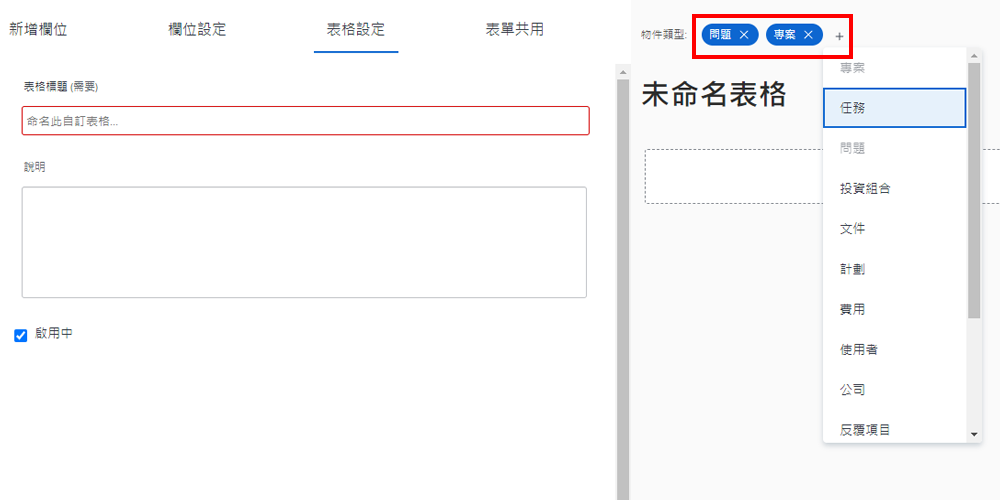 新增欄位
欄位設定
表格設定
表單共用
表格標題 (需要)
命名此自訂表格...
說明
啟用中
物件類型:
問題
專案
未命名表格
專案
任務
問題
投資組合
文件
計劃
費用
使用者
公司
反覆項目